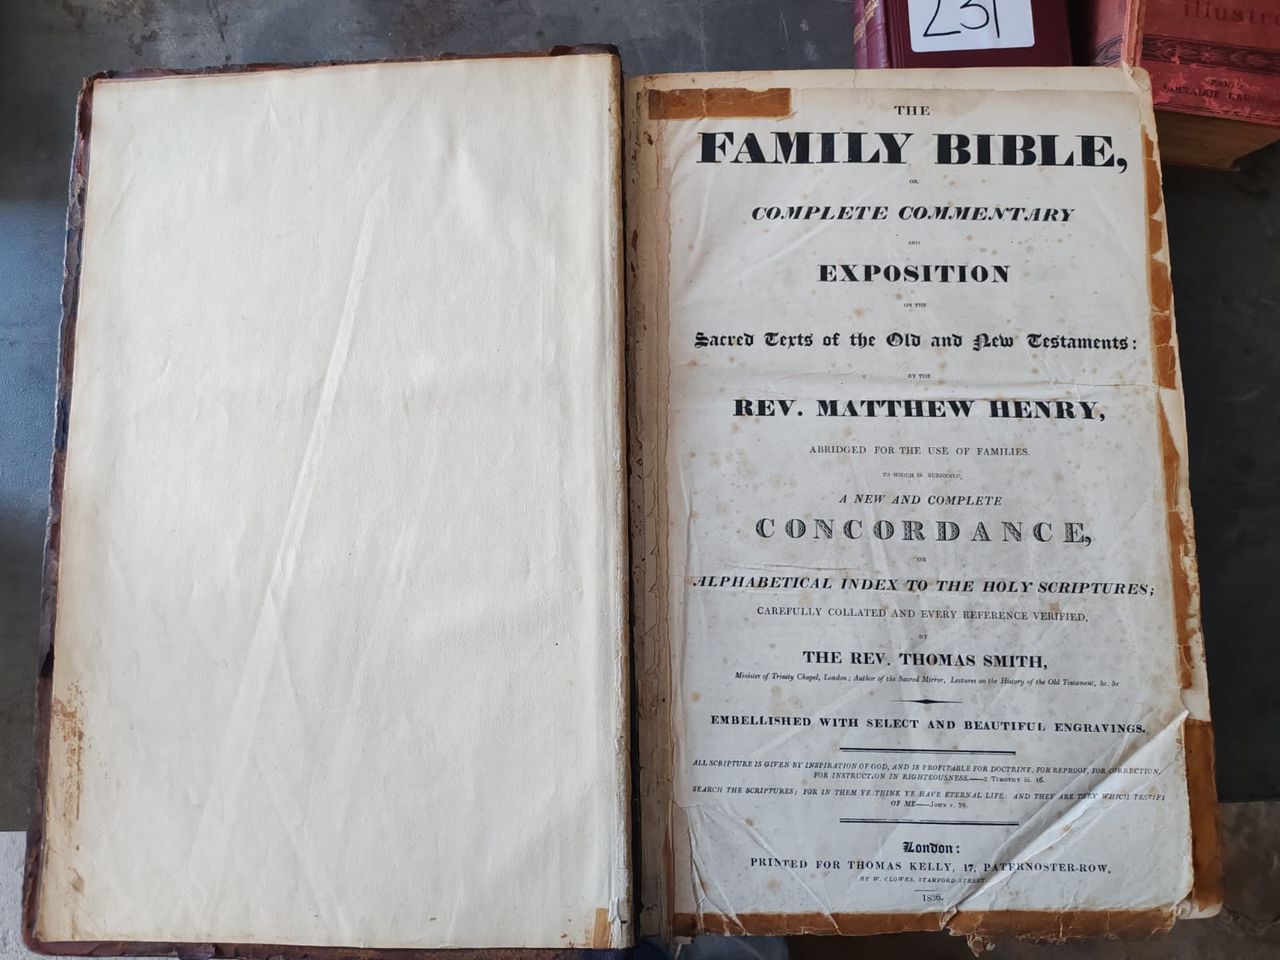 231
illustr
THE
FAMILY BIBLE,
OR
COMPLETE COMMENTARY
AND
EXPOSITION
ON THE
Sacred Texts of the Old and New Testaments:
BY THE
REV. MATTHEW HENRY,
ABRIDGED FOR THE USE OF FAMILIES.
TO WHICH IS SUBJOINED,
A NEW AND COMPLETE
CONCORDANCE,
OR
ALPHABETICAL INDEX TO THE HOLY SCRIPTURES;
CAREFULLY COLLATED AND EVERY REFERENCE VERIFIED,
BY
THE REV. THOMAS SMITH,
Minister of Trinity Chapel, London; Author of the Sacred Mirror, Lectures on the History of the Old Testament, &c. &c
EMBELLISHED WITH SELECT AND BEAUTIFUL ENGRAVINGS.
ALL SCRIPTURE IS GIVEN BY INSPIRATION OF GOD, AND IS PROFITABLE FOR DOCTRINE, FOR REPROOF, FOR CORRECTION,
FOR INSTRUCTION IN RIGHTEOUSNESS.—2 TIMOTHY iii. 16.
SEARCH THE SCRIPTURES; FOR IN THEM YE THINK YE HAVE ETERNAL LIFE: AND THEY ARE THEY WHICH TESTIFY
OF ME—JOHN v. 39.
London:
PRINTED FOR THOMAS KELLY, 17, PATERNOSTER-ROW,
BY W. CLOWES, STAMFORD STREET.
1836.